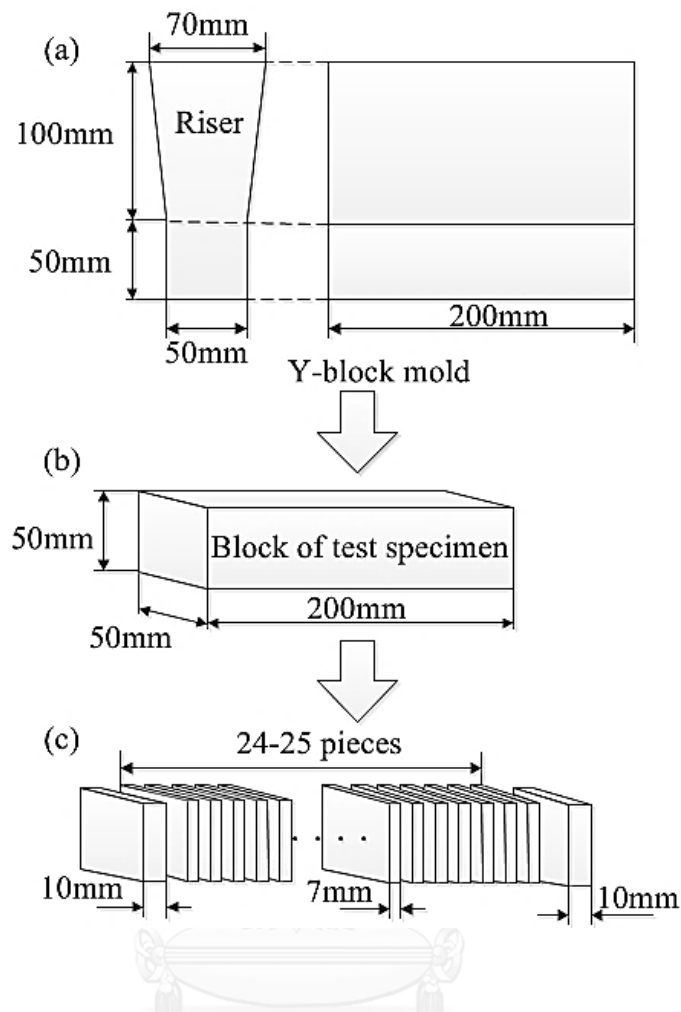 (a)
70mm
Riser
100mm
50mm
50mm
200mm
Y-block mold
(b)
50mm
Block of test specimen
50mm
200mm
(c)
24-25 pieces
10mm
7mm
10mm